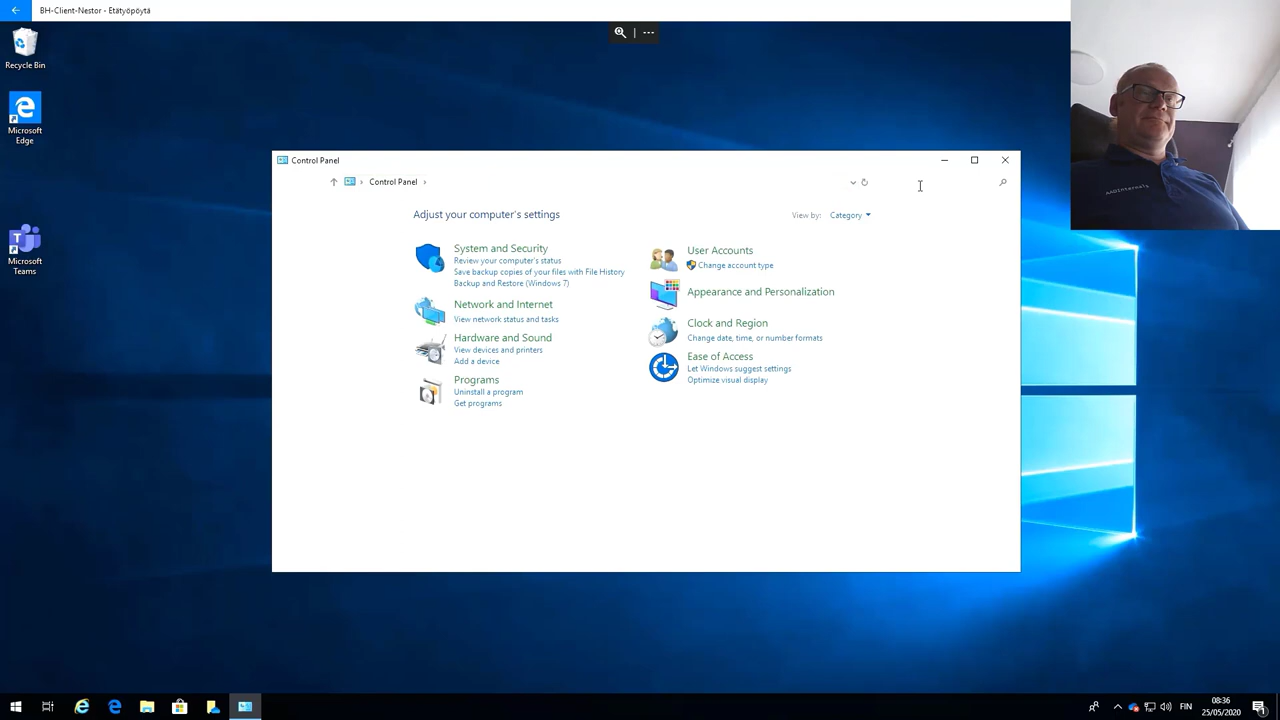 BH-Client-Nestor - Etätyöpöytä
Recycle Bin
Microsoft
Edge
Microsoft
Teams
Control Panel
Control Panel
Adjust your computer's settings
View by: Category
System and Security
Review your computer's status
Save backup copies of your files with File History
Backup and Restore (Windows 7)
Network and Internet
View network status and tasks
Hardware and Sound
View devices and printers
Add a device
Programs
Uninstall a program
Get programs
User Accounts
Change account type
Appearance and Personalization
Clock and Region
Change date, time, or number formats
Ease of Access
Let Windows suggest settings
Optimize visual display
AADInternals
FIN
08:36
25/05/2020